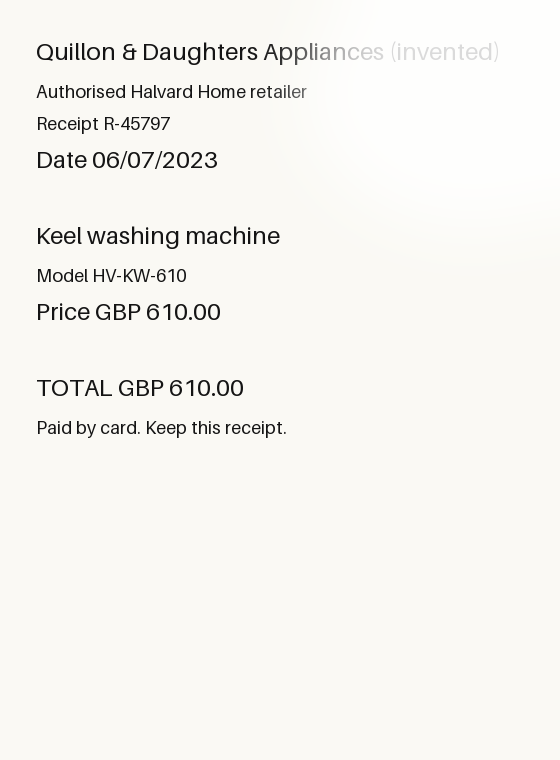 Quillon & Daughters Appliances (invented)
Authorised Halvard Home retailer
Receipt R-45797
Date 06/07/2023
Keel washing machine
Model HV-KW-610
Price GBP 610.00
TOTAL GBP 610.00
Paid by card. Keep this receipt.